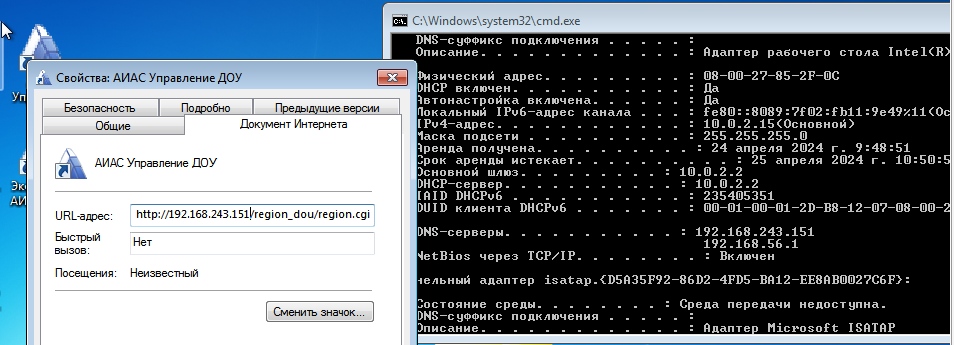 Уп
Экс
АИА
Свойства: АИАС Управление ДОУ
Безопасность
Подробно
Предыдущие версии
Общие
Документ Интернета
АИАС Управление ДОУ
URL-адрес:
http://192.168.243.151/region_dou/region.cgi
Быстрый вызов:
Нет
Посещения:
Неизвестный
Сменить значок...
C:\Windows\system32\cmd.exe
DNS-суффикс подключения . . . . . :
Описание. . . . . . . . . . . . . : Адаптер рабочего стола Intel(R)
Физический адрес. . . . . . . . . : 08-00-27-85-2F-0C
DHCP включен. . . . . . . . . . . : Да
Автонастройка включена. . . . . . : Да
Локальный IPv6-адрес канала . . . : fe80::8089:7f02:fb11:9e49%11(Ос
IPv4-адрес. . . . . . . . . . . . : 10.0.2.15(Основной)
Маска подсети . . . . . . . . . . : 255.255.255.0
Аренда получена. . . . . . . . . . : 24 апреля 2024 г. 9:48:51
Срок аренды истекает. . . . . . . . . . : 25 апреля 2024 г. 10:50:5
Основной шлюз. . . . . . . . . : 10.0.2.2
DHCP-сервер. . . . . . . . . . . : 10.0.2.2
IAID DHCPv6 . . . . . . . . . . . : 235405351
DUID клиента DHCPv6 . . . . . . . : 00-01-00-01-2D-B8-12-07-08-00-2
DNS-серверы. . . . . . . . . . . : 192.168.243.151
192.168.56.1
NetBios через TCP/IP. . . . . . . . : Включен
нельный адаптер isatap.{D5A35F92-86D2-4FD5-BA12-EE8AB0027C6F}:
Состояние среды. . . . . . . . : Среда передачи недоступна.
DNS-суффикс подключения . . . . . :
Описание. . . . . . . . . . . . . : Адаптер Microsoft ISATAP